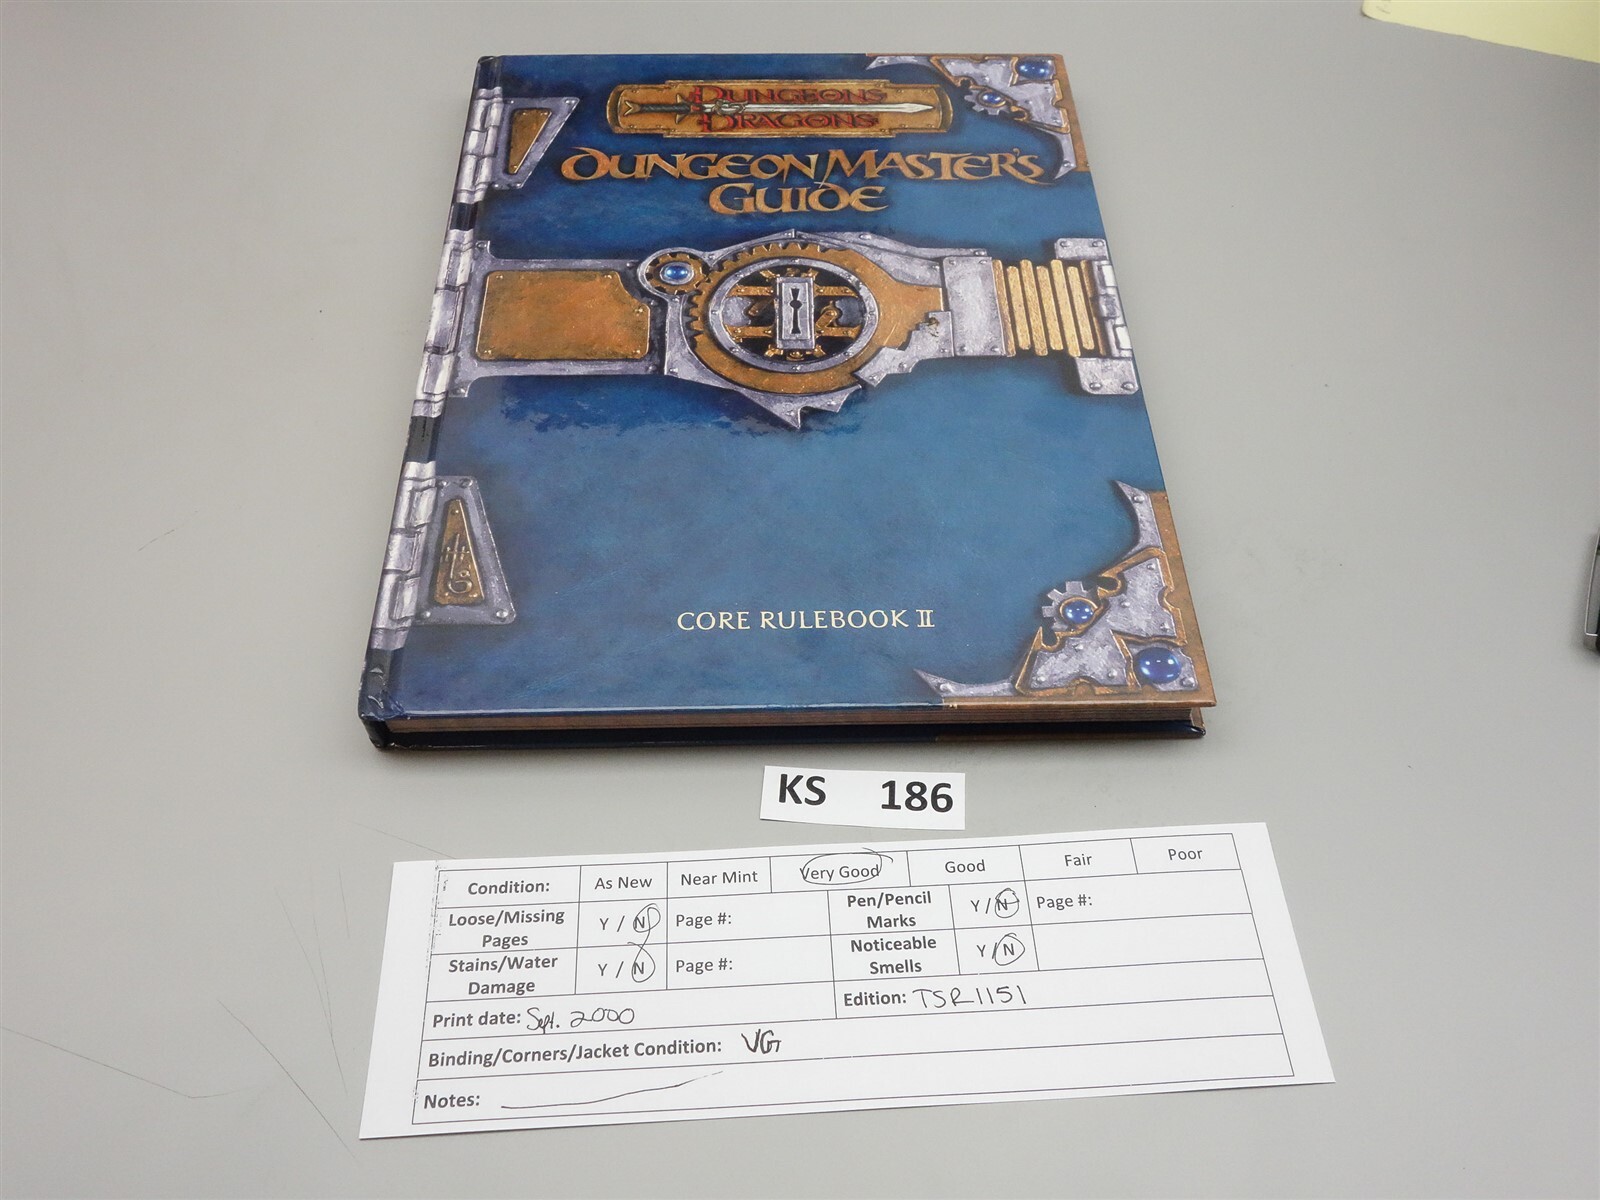 DUNGEONS
DRAGONS
DUNGEON MASTER'S
GUIDE
CORE RULEBOOK II
KS 186
Condition: As New Near Mint Very Good Good Fair Poor
Loose/Missing Pages Y / N Page #: Pen/Pencil Marks Y / N Page #:
Stains/Water Damage Y / N Page #: Noticeable Smells Y / N
Print date: Sept. 2000 Edition: TSR1151
Binding/Corners/Jacket Condition: VG
Notes: